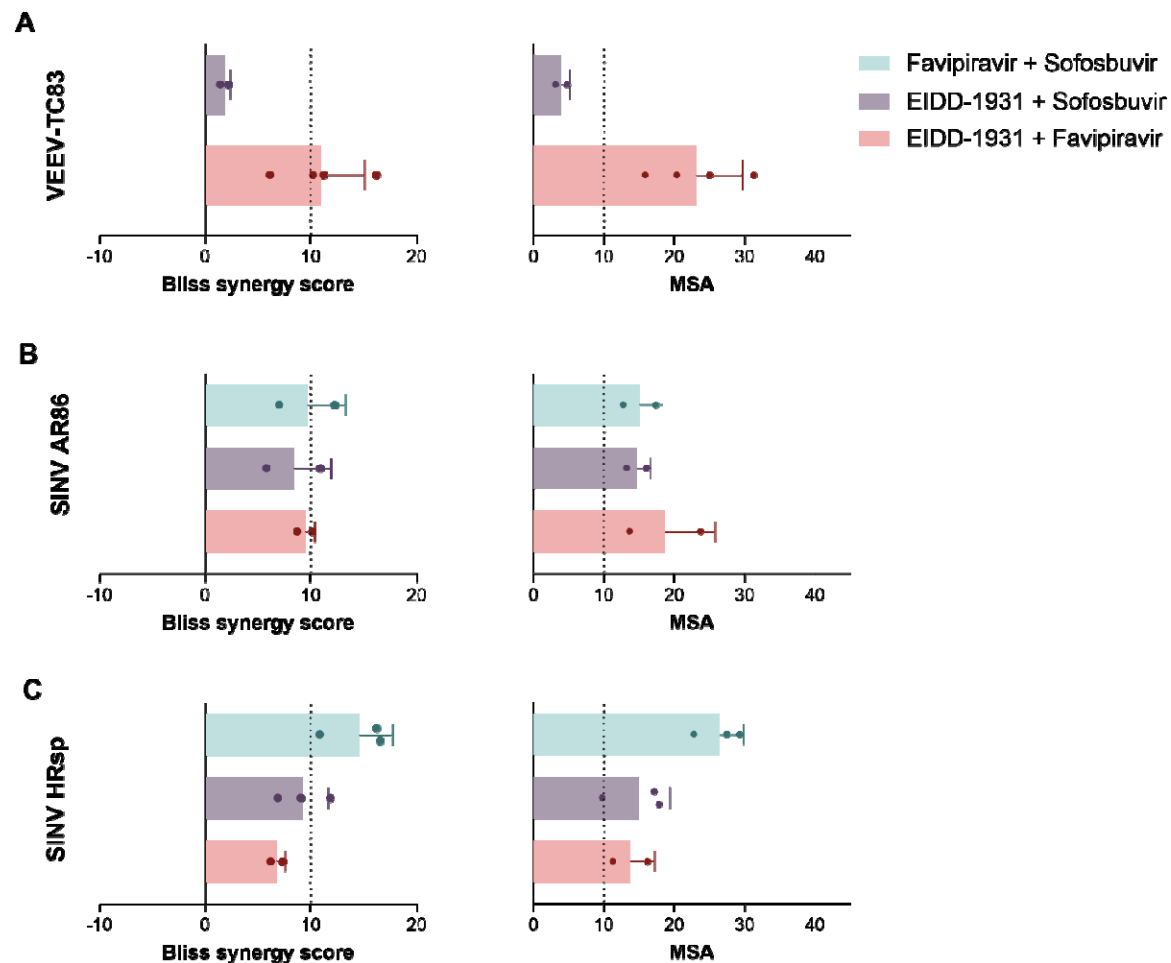 A
VEEV-TC83
-10 0 10 20
Bliss synergy score
0 10 20 30 40
MSA
Favipiravir + Sofosbuvir
EIDD-1931 + Sofosbuvir
EIDD-1931 + Favipiravir
B
SINV AR86
-10 0 10 20
Bliss synergy score
0 10 20 30 40
MSA
C
SINV HRsp
-10 0 10 20
Bliss synergy score
0 10 20 30 40
MSA